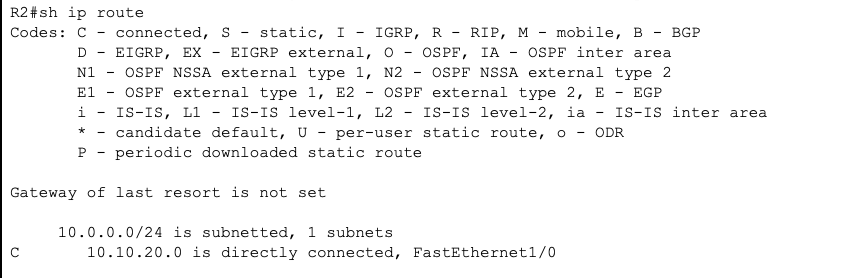 R2#sh ip route
Codes: C - connected, S - static, I - IGRP, R - RIP, M - mobile, B - BGP
       D - EIGRP, EX - EIGRP external, O - OSPF, IA - OSPF inter area
       N1 - OSPF NSSA external type 1, N2 - OSPF NSSA external type 2
       E1 - OSPF external type 1, E2 - OSPF external type 2, E - EGP
       i - IS-IS, L1 - IS-IS level-1, L2 - IS-IS level-2, ia - IS-IS inter area
       * - candidate default, U - per-user static route, o - ODR
       P - periodic downloaded static route

Gateway of last resort is not set

     10.0.0.0/24 is subnetted, 1 subnets
C       10.10.20.0 is directly connected, FastEthernet1/0